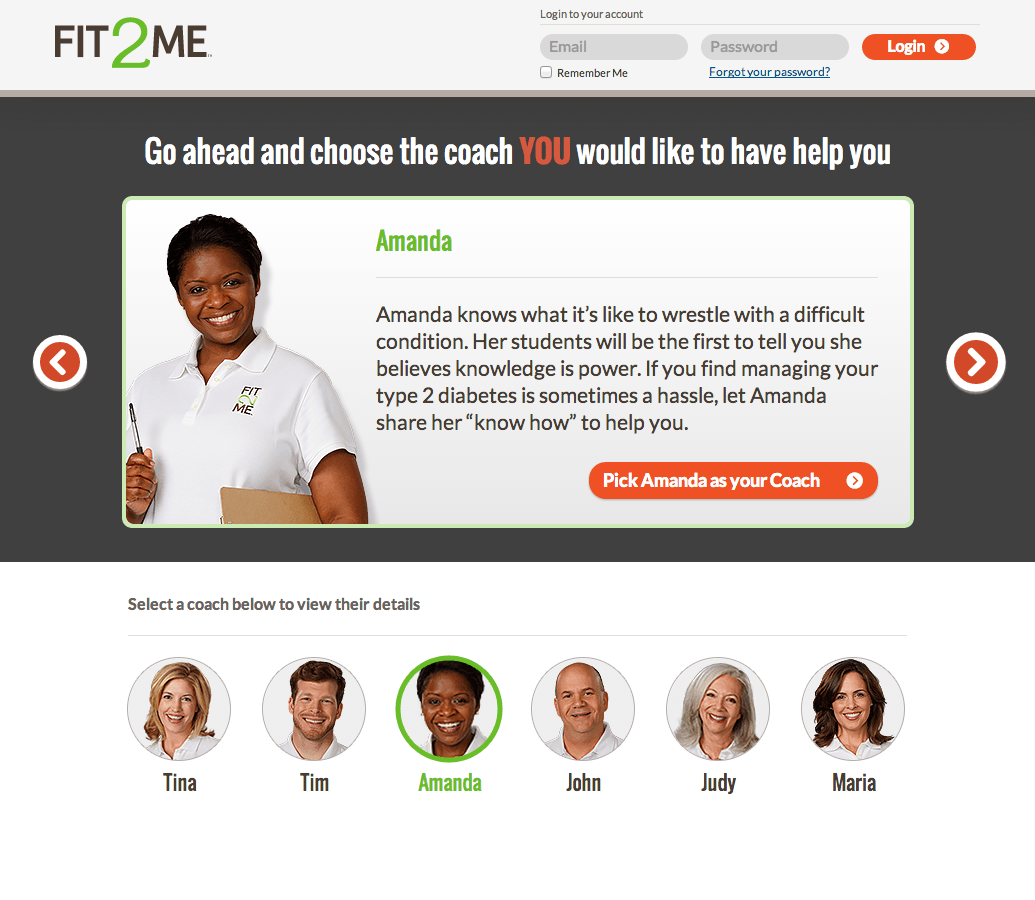 FIT2ME
Login to your account
Email
Password
Login
Remember Me
Forgot your password?
Go ahead and choose the coach YOU would like to have help you
Amanda
Amanda knows what it’s like to wrestle with a difficult
condition. Her students will be the first to tell you she
believes knowledge is power. If you find managing your
type 2 diabetes is sometimes a hassle, let Amanda
share her “know how” to help you.
FIT
2
ME
Pick Amanda as your Coach
Select a coach below to view their details
Tina
Tim
Amanda
John
Judy
Maria